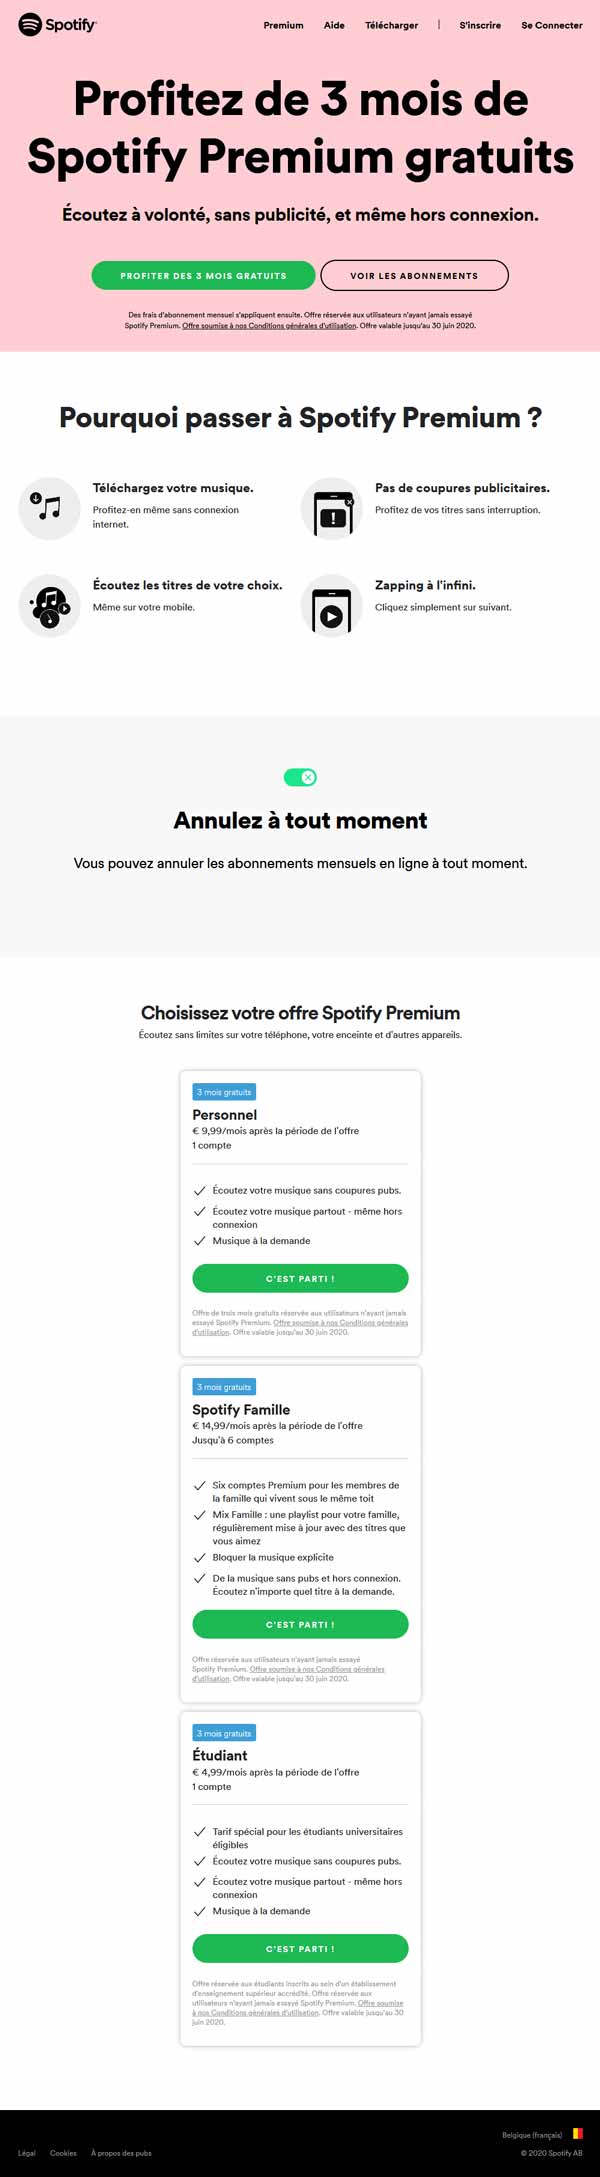 Spotify
Premium Aide Télécharger | S'inscrire Se Connecter
Profitez de 3 mois de
Spotify Premium gratuits
Écoutez à volonté, sans publicité, et même hors connexion.
PROFITER DES 3 MOIS GRATUITS VOIR LES ABONNEMENTS
Des frais d'abonnement mensuel s'appliquent ensuite. Offre réservée aux utilisateurs n'ayant jamais essayé
Spotify Premium. Offre soumise à nos Conditions générales d'utilisation. Offre valable jusqu'au 30 juin 2020.
Pourquoi passer à Spotify Premium ?
Téléchargez votre musique.
Profitez-en même sans connexion
internet.
Pas de coupures publicitaires.
Profitez de vos titres sans interruption.
Écoutez les titres de votre choix.
Même sur votre mobile.
Zapping à l'infini.
Cliquez simplement sur suivant.
Annulez à tout moment
Vous pouvez annuler les abonnements mensuels en ligne à tout moment.
Choisissez votre offre Spotify Premium
Écoutez sans limites sur votre téléphone, votre enceinte et d'autres appareils.
3 mois gratuits
Personnel
€ 9,99/mois après la période de l'offre
1 compte
Écoutez votre musique sans coupures pubs.
Écoutez votre musique partout - même hors
connexion
Musique à la demande
C'EST PARTI !
Offre de trois mois gratuits réservée aux utilisateurs n'ayant jamais
essayé Spotify Premium. Offre soumise à nos Conditions générales
d'utilisation. Offre valable jusqu'au 30 juin 2020.
3 mois gratuits
Spotify Famille
€ 14,99/mois après la période de l'offre
Jusqu'à 6 comptes
Six comptes Premium pour les membres de
la famille qui vivent sous le même toit
Mix Famille : une playlist pour votre famille,
régulièrement mise à jour avec des titres que
vous aimez
Bloquer la musique explicite
De la musique sans pubs et hors connexion.
Écoutez n'importe quel titre à la demande.
C'EST PARTI !
Offre réservée aux utilisateurs n'ayant jamais essayé
Spotify Premium. Offre soumise à nos Conditions générales
d'utilisation. Offre valable jusqu'au 30 juin 2020.
3 mois gratuits
Étudiant
€ 4,99/mois après la période de l'offre
1 compte
Tarif spécial pour les étudiants universitaires
éligibles
Écoutez votre musique sans coupures pubs.
Écoutez votre musique partout - même hors
connexion
Musique à la demande
C'EST PARTI !
Offre réservée aux étudiants inscrits au sein d'un établissement
d'enseignement supérieur accrédité. Offre réservée aux
utilisateurs n'ayant jamais essayé Spotify Premium. Offre soumise
à nos Conditions générales d'utilisation. Offre valable jusqu'au 30
juin 2020.
Belgique (français)
Légal Cookies À propos des pubs © 2020 Spotify AB